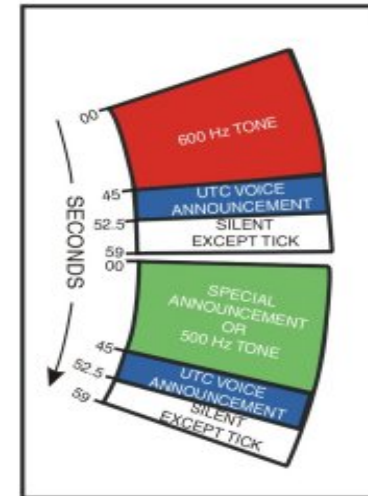 00
600 Hz TONE
45
UTC VOICE
ANNOUNCEMENT
52.5
SILENT
EXCEPT TICK
59
00
SECONDS
SPECIAL
ANNOUNCEMENT
OR
500 Hz TONE
45
UTC VOICE
ANNOUNCEMENT
52.5
SILENT
EXCEPT TICK
59